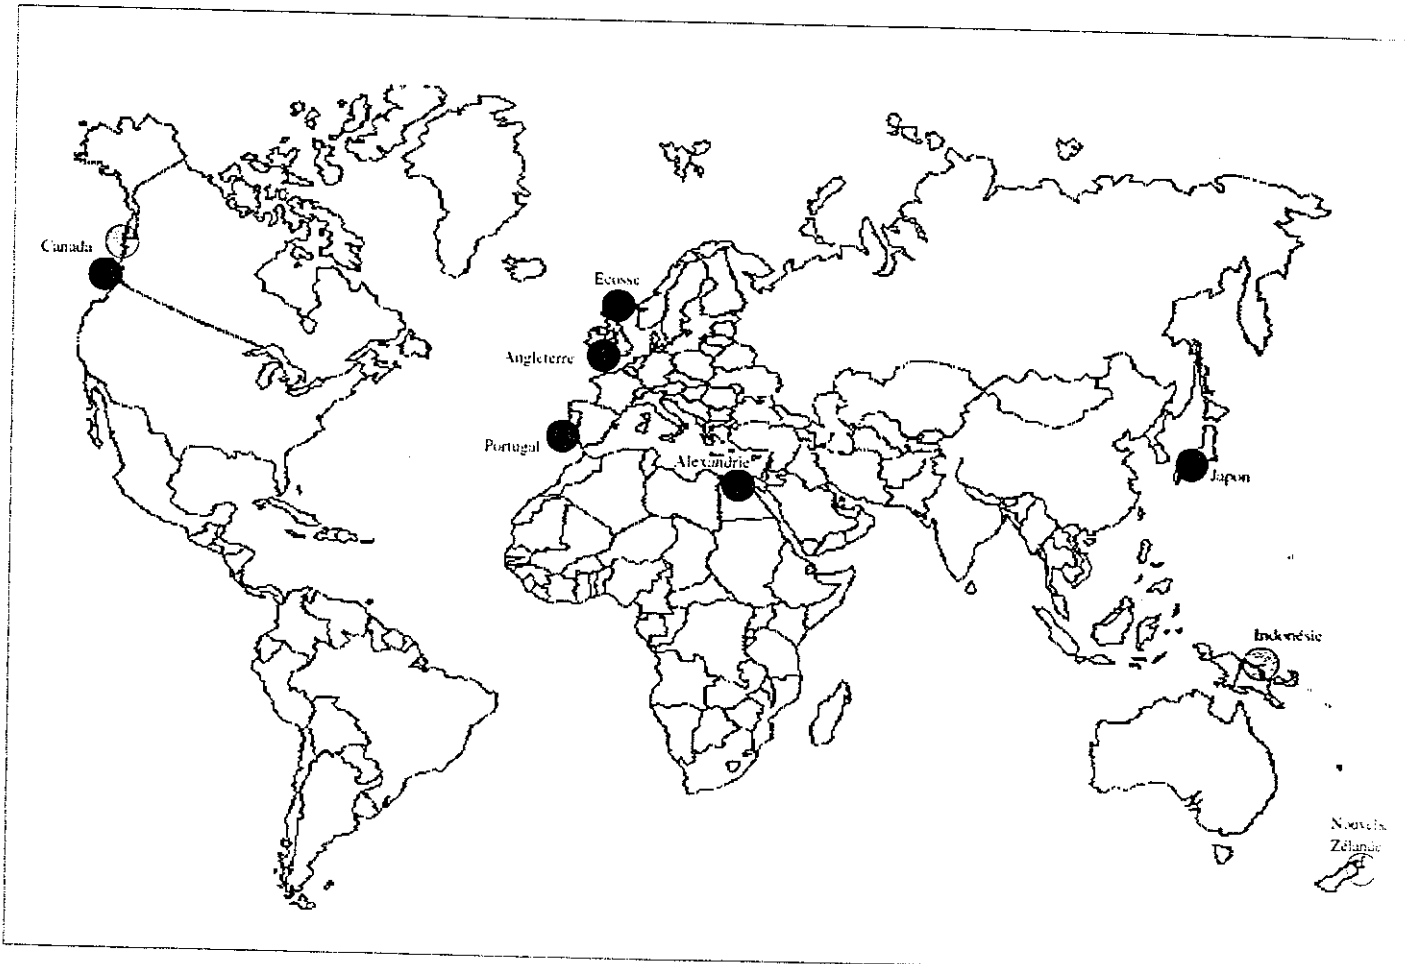 Canada
Ecosse
Angleterre
Portugal
Alexandrie
Japon
Indonésie
Zélande